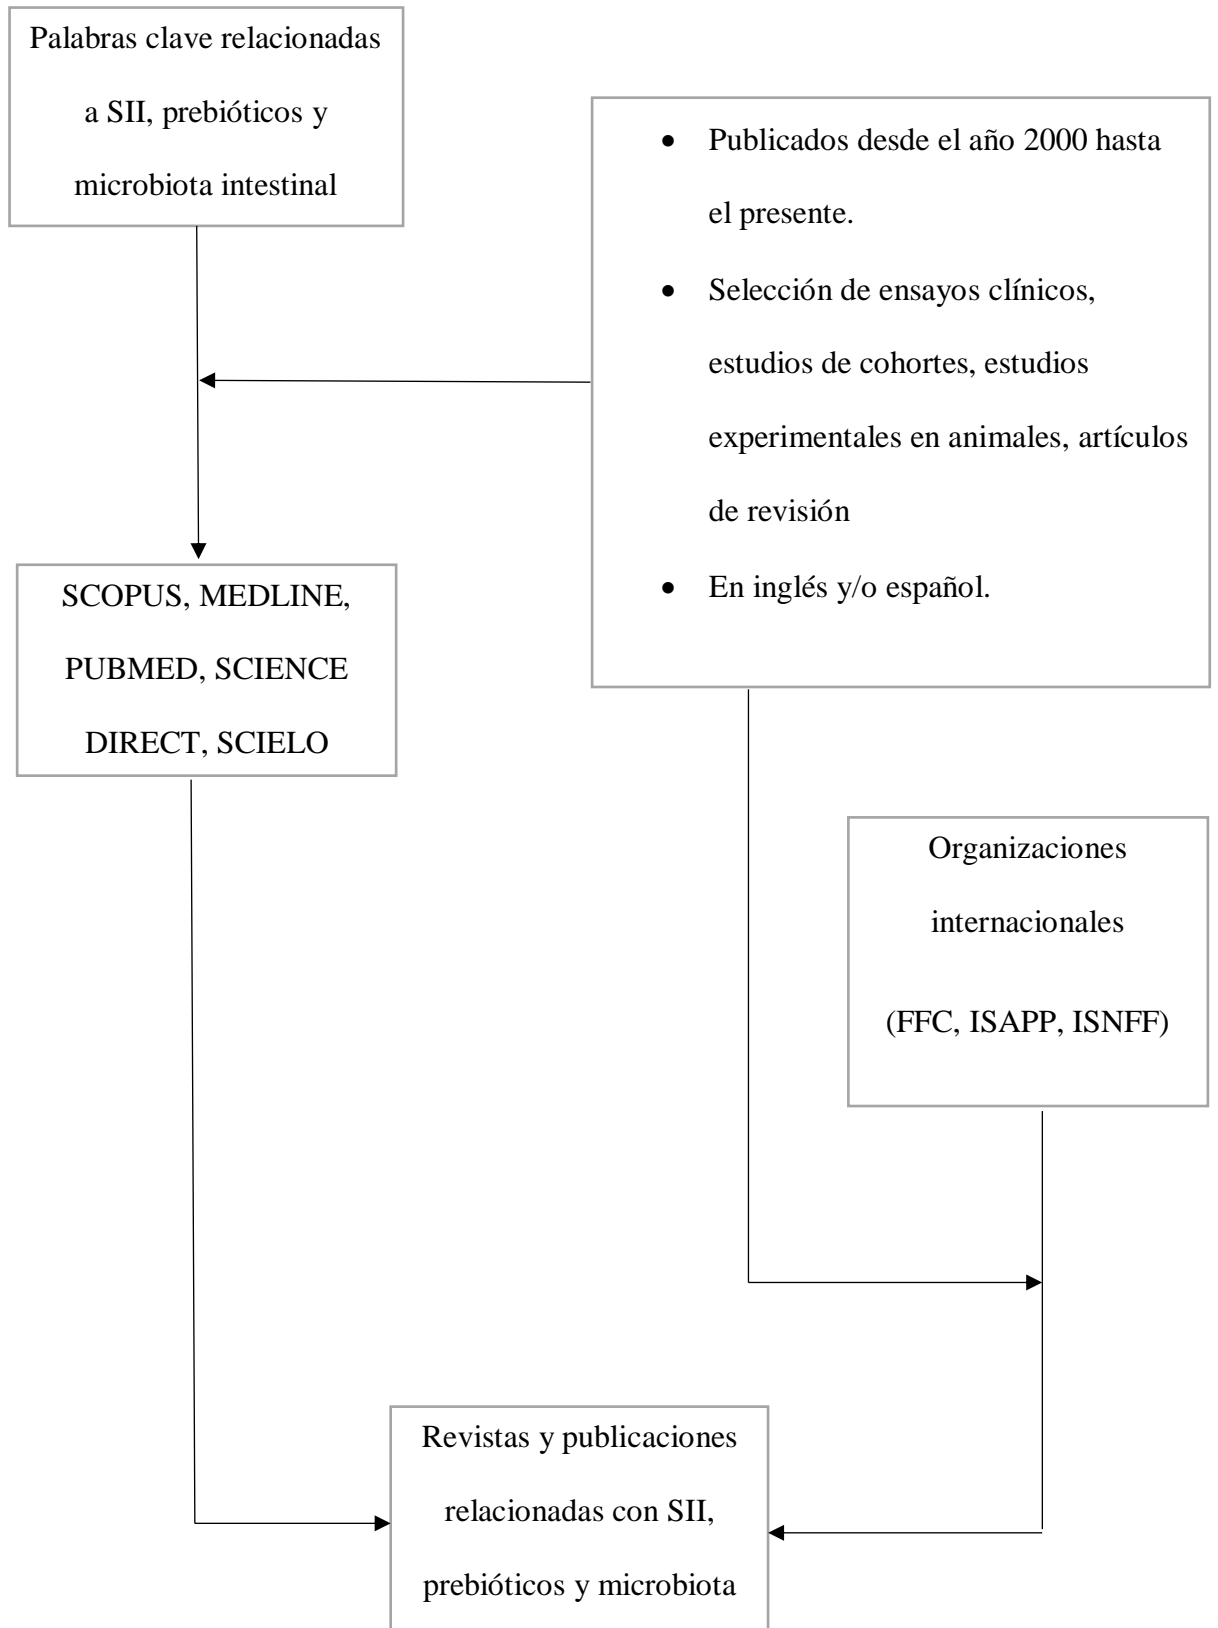 Palabras clave relacionadas
a SII, prebióticos y
microbiota intestinal
• Publicados desde el año 2000 hasta
el presente.
• Selección de ensayos clínicos,
estudios de cohortes, estudios
experimentales en animales, artículos
de revisión
• En inglés y/o español.
SCOPUS, MEDLINE,
PUBMED, SCIENCE
DIRECT, SCIELO
Organizaciones
internacionales
(FFC, ISAPP, ISNFF)
Revistas y publicaciones
relacionadas con SII,
prebióticos y microbiota